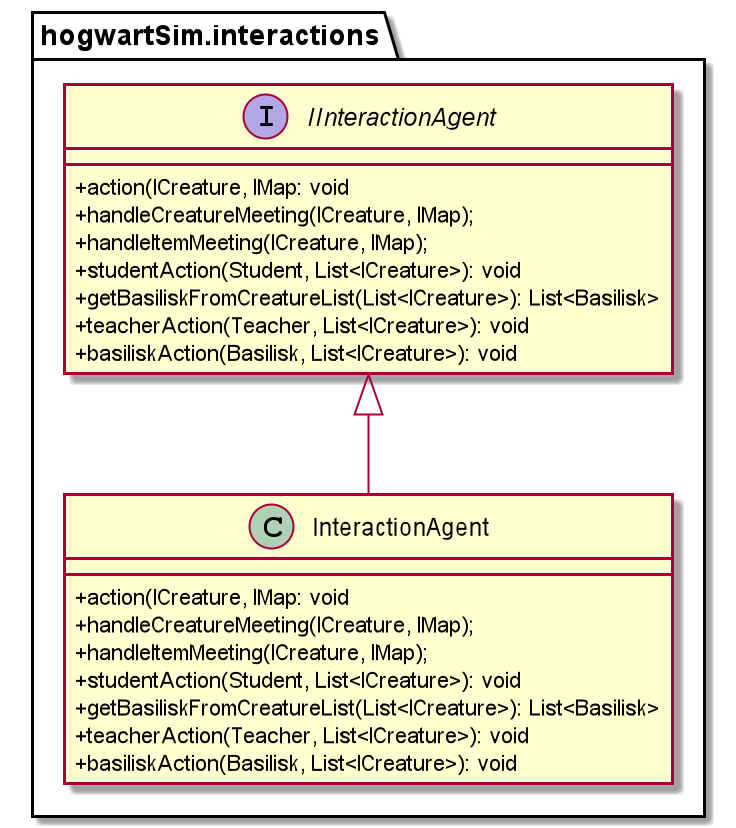 hogwartSim.interactions
I IInteractionAgent
+action(ICreature, IMap: void
+handleCreatureMeeting(ICreature, IMap);
+handleItemMeeting(ICreature, IMap);
+studentAction(Student, List<ICreature>): void
+getBasiliskFromCreatureList(List<ICreature>): List<Basilisk>
+teacherAction(Teacher, List<ICreature>): void
+basiliskAction(Basilisk, List<ICreature>): void
C InteractionAgent
+action(ICreature, IMap: void
+handleCreatureMeeting(ICreature, IMap);
+handleItemMeeting(ICreature, IMap);
+studentAction(Student, List<ICreature>): void
+getBasiliskFromCreatureList(List<ICreature>): List<Basilisk>
+teacherAction(Teacher, List<ICreature>): void
+basiliskAction(Basilisk, List<ICreature>): void